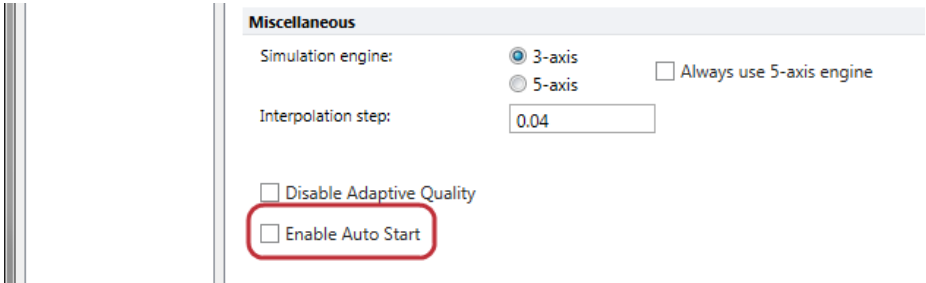 Miscellaneous
Simulation engine:
3-axis
Always use 5-axis engine
5-axis
Interpolation step:
0.04
Disable Adaptive Quality
Enable Auto Start